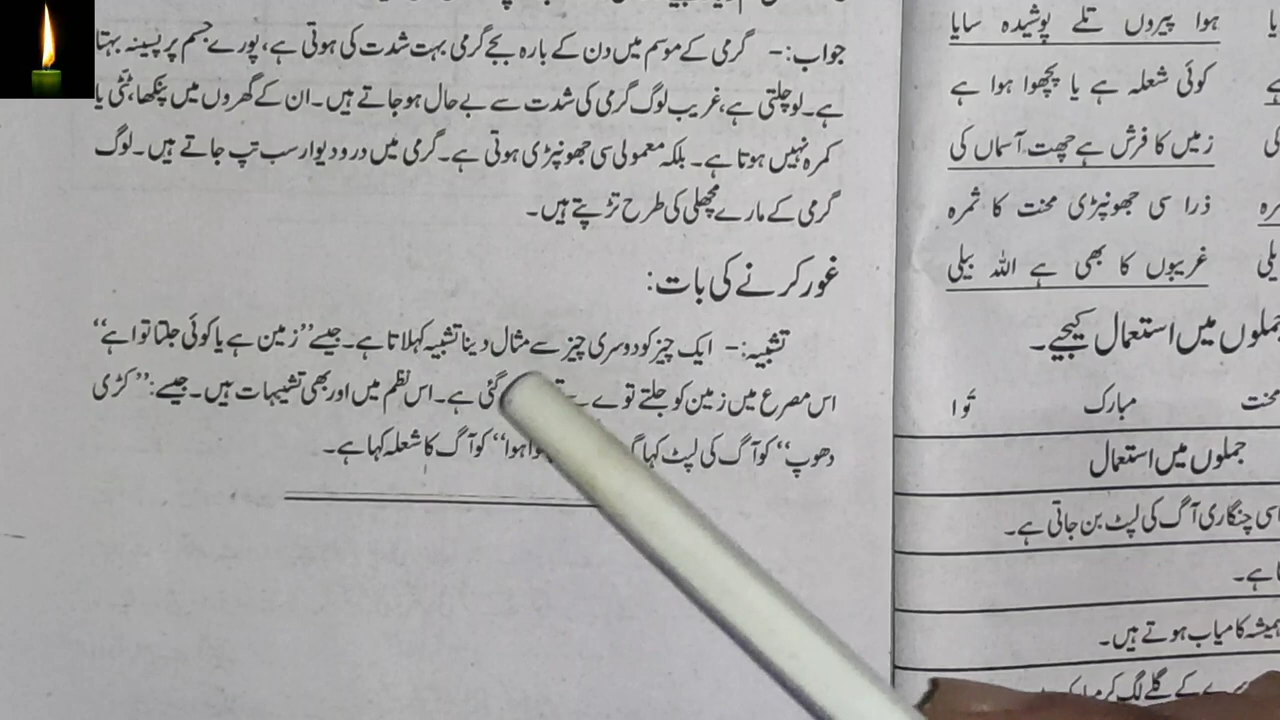 جواب:- گرمی کے موسم میں دن کے بارہ بجے گرمی بہت شدت کی ہوتی ہے، پورے جسم پر پسینہ بہتا
ہے۔ لو چلتی ہے، غریب لوگ گرمی کی شدت سے بے حال ہو جاتے ہیں۔ ان کے گھروں میں پنکھا، ٹٹی یا
کمرہ نہیں ہوتا ہے۔ بلکہ معمولی سی جھونپڑی ہوتی ہے۔ گرمی میں در و دیوار سب تپ جاتے ہیں۔ لوگ
گرمی کے مارے مچھلی کی طرح تڑپتے ہیں۔
غور کرنے کی بات:
تشبیہ:- ایک چیز کو دوسری چیز سے مثال دینا تشبیہ کہلاتا ہے۔ جیسے ”زمین ہے یا کوئی جلتا توا ہے“
اس مصرع میں زمین کو جلتے توے سے گئی ہے۔ اس نظم میں اور بھی تشبیہات ہیں۔ جیسے: ”کڑی
دھوپ“ کو آگ کی لپٹ کہا ہوا“ کو آگ کا شعلہ کہا ہے۔
ہوا پیروں تلے پوشیدہ سایا
کوئی شعلہ ہے یا پچھوا ہوا ہے
زمیں کا فرش ہے چھت آسماں کی
ذرا سی جھونپڑی محنت کا ثمرہ
غریبوں کا بھی ہے اللہ بیلی
جملوں میں استعمال کیجیے۔
محنت مبارک توا
جملوں میں استعمال
چنگاری آگ کی لپٹ بن جاتی ہے۔
ہے۔
ہمیشہ کامیاب ہوتے ہیں۔
کے گلے لگ کر